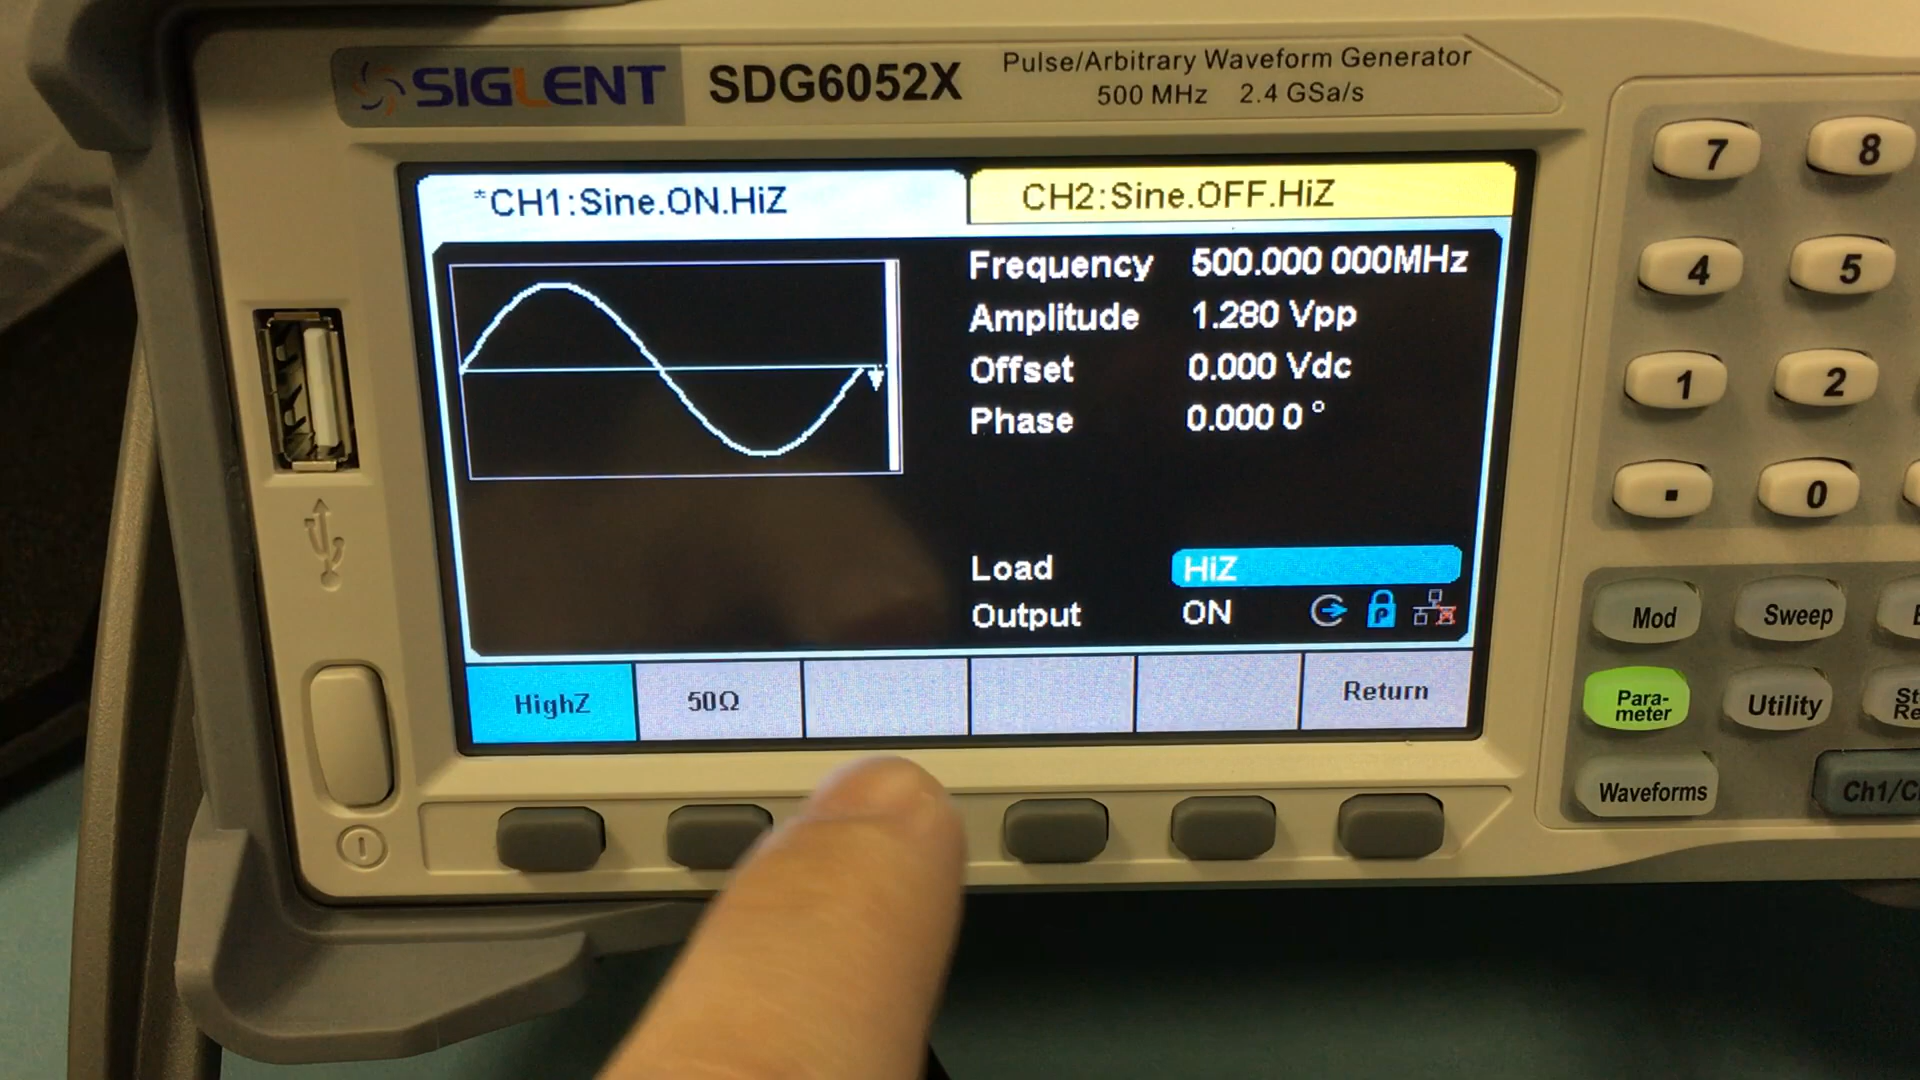 SIGLENT SDG6052X Pulse/Arbitrary Waveform Generator
500 MHz 2.4 GSa/s
*CH1:Sine.ON.HiZ CH2:Sine.OFF.HiZ
Frequency 500.000 000MHz
Amplitude 1.280 Vpp
Offset 0.000 Vdc
Phase 0.000 0 °
Load HiZ
Output ON P
HighZ 50Ω Return
7 8
4 5
1 2
. 0
Mod Sweep
Para-
meter
Utility
Waveforms